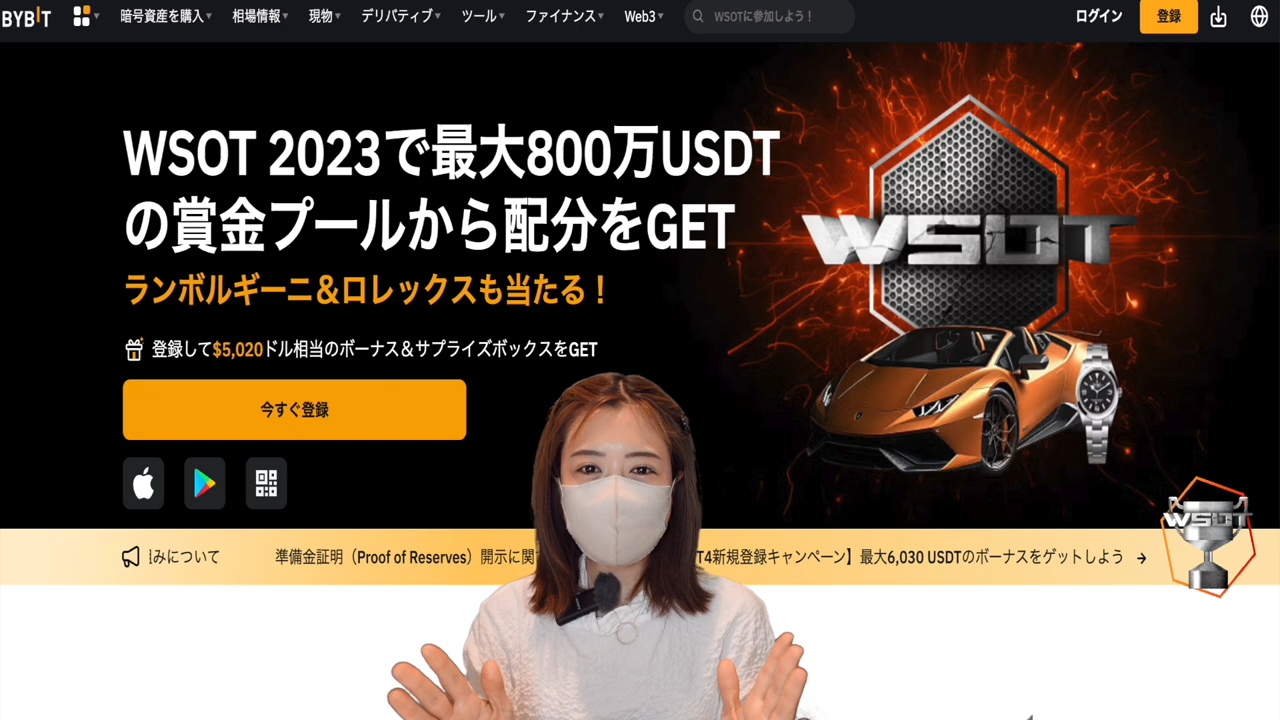 BYBIT 暗号資産を購入 相場情報 現物 デリバティブ ツール ファイナンス Web3 WSOTに参加しよう！ ログイン 登録
WSOT 2023で最大800万USDT
の賞金プールから配分をGET
ランボルギーニ＆ロレックスも当たる！
登録して$5,020ドル相当のボーナス＆サプライズボックスをGET
今すぐ登録
WSOT
WSOT
みについて 準備金証明（Proof of Reserves）開示に関 T4新規登録キャンペーン】最大6,030 USDTのボーナスをゲットしよう →